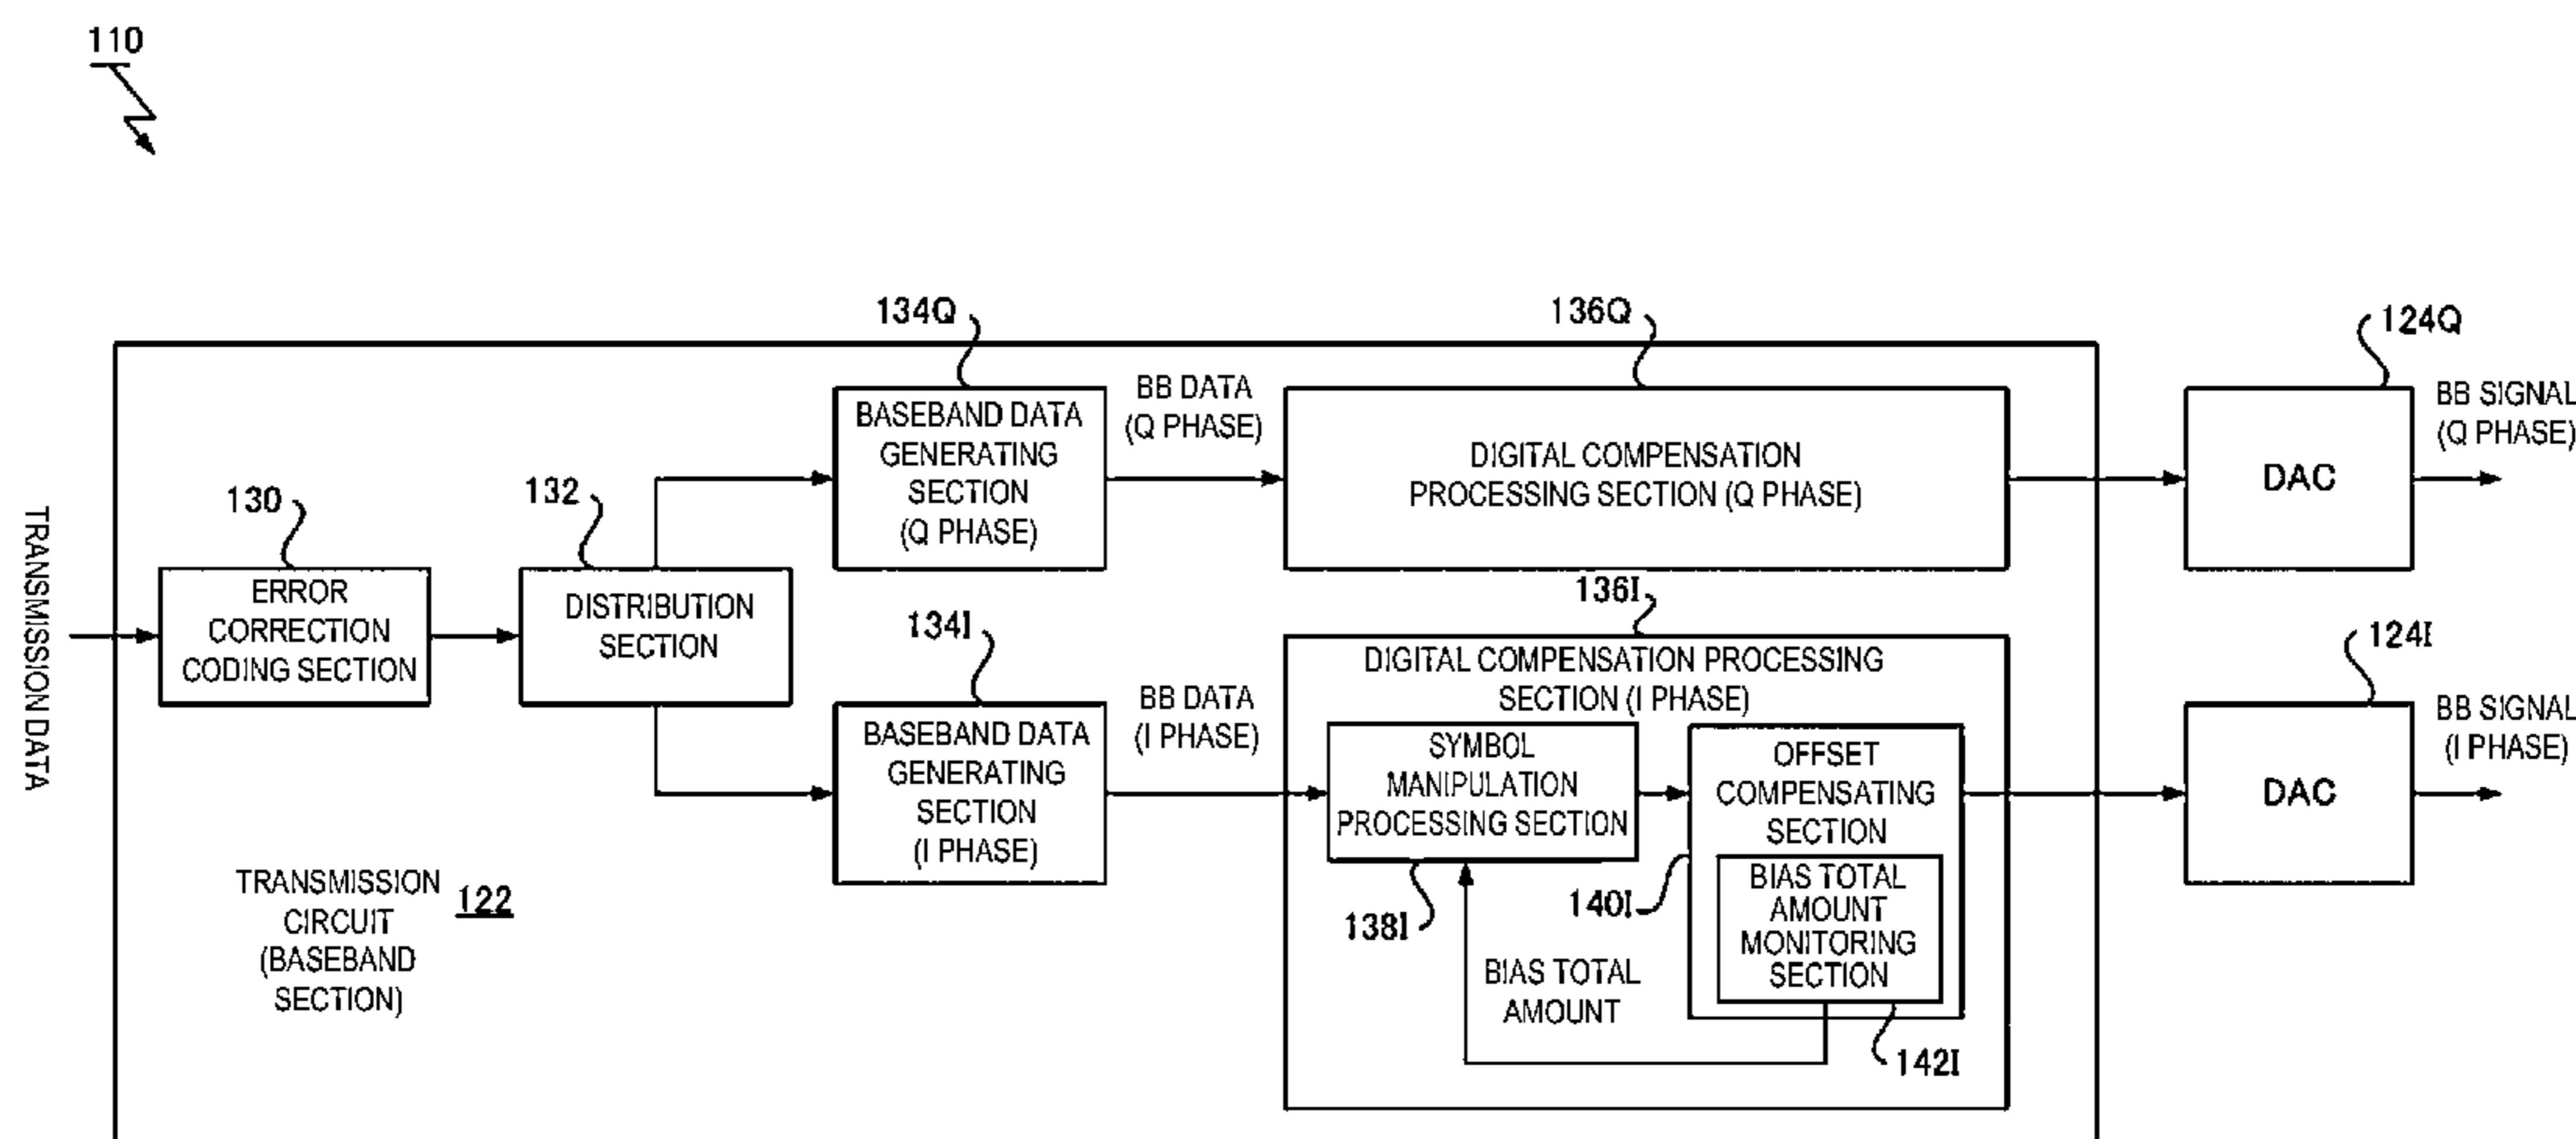 110
134Q
136Q
124Q
BASEBAND DATA
GENERATING
SECTION
(Q PHASE)
BB DATA
(Q PHASE)
DIGITAL COMPENSATION
PROCESSING SECTION (Q PHASE)
DAC
BB SIGNAL
(Q PHASE)
TRANSMISSION DATA
130
ERROR
CORRECTION
CODING SECTION
132
DISTRIBUTION
SECTION
134I
BASEBAND DATA
GENERATING
SECTION
(I PHASE)
BB DATA
(I PHASE)
136I
DIGITAL COMPENSATION PROCESSING
SECTION (I PHASE)
SYMBOL
MANIPULATION
PROCESSING SECTION
138I
OFFSET
COMPENSATING
SECTION
140I
BIAS TOTAL
AMOUNT
MONITORING
SECTION
142I
BIAS TOTAL
AMOUNT
124I
DAC
BB SIGNAL
(I PHASE)
TRANSMISSION
CIRCUIT
(BASEBAND
SECTION)
122